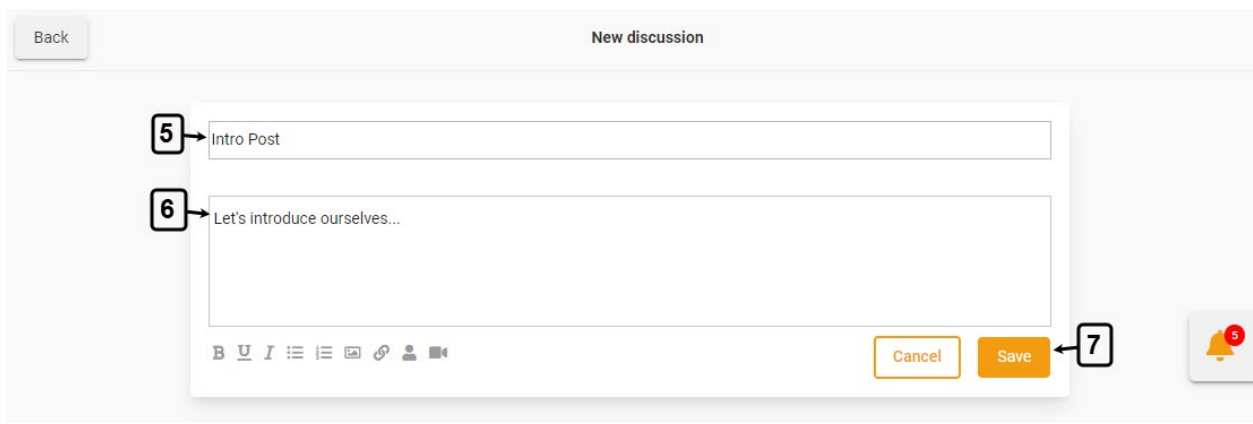 Back
New discussion
5
Intro Post
6
Let's introduce ourselves...
B U I
Cancel
Save
7
5